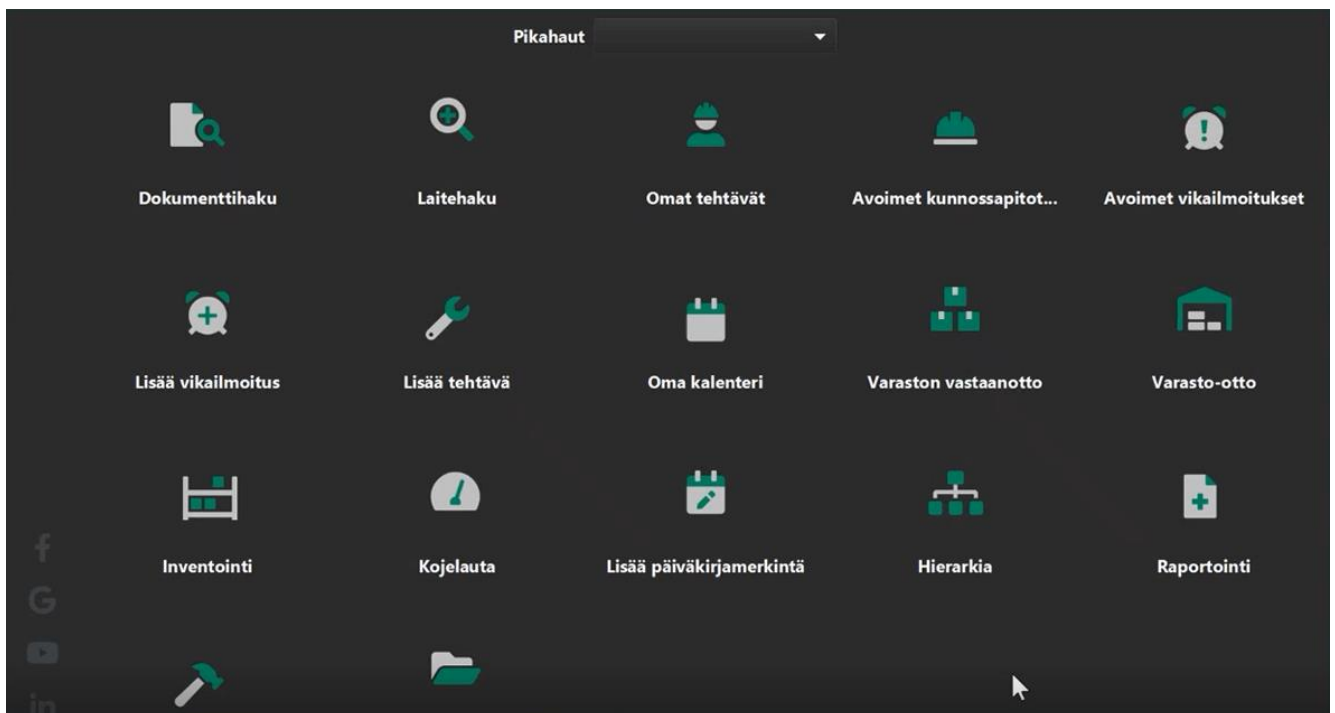 Pikahaut
Dokumenttihaku
Laitehaku
Omat tehtävät
Avoimet kunnossapitot...
Avoimet vikailmoitukset
Lisää vikailmoitus
Lisää tehtävä
Oma kalenteri
Varaston vastaanotto
Varasto-otto
Inventointi
Kojelauta
Lisää päiväkirjamerkintä
Hierarkia
Raportointi